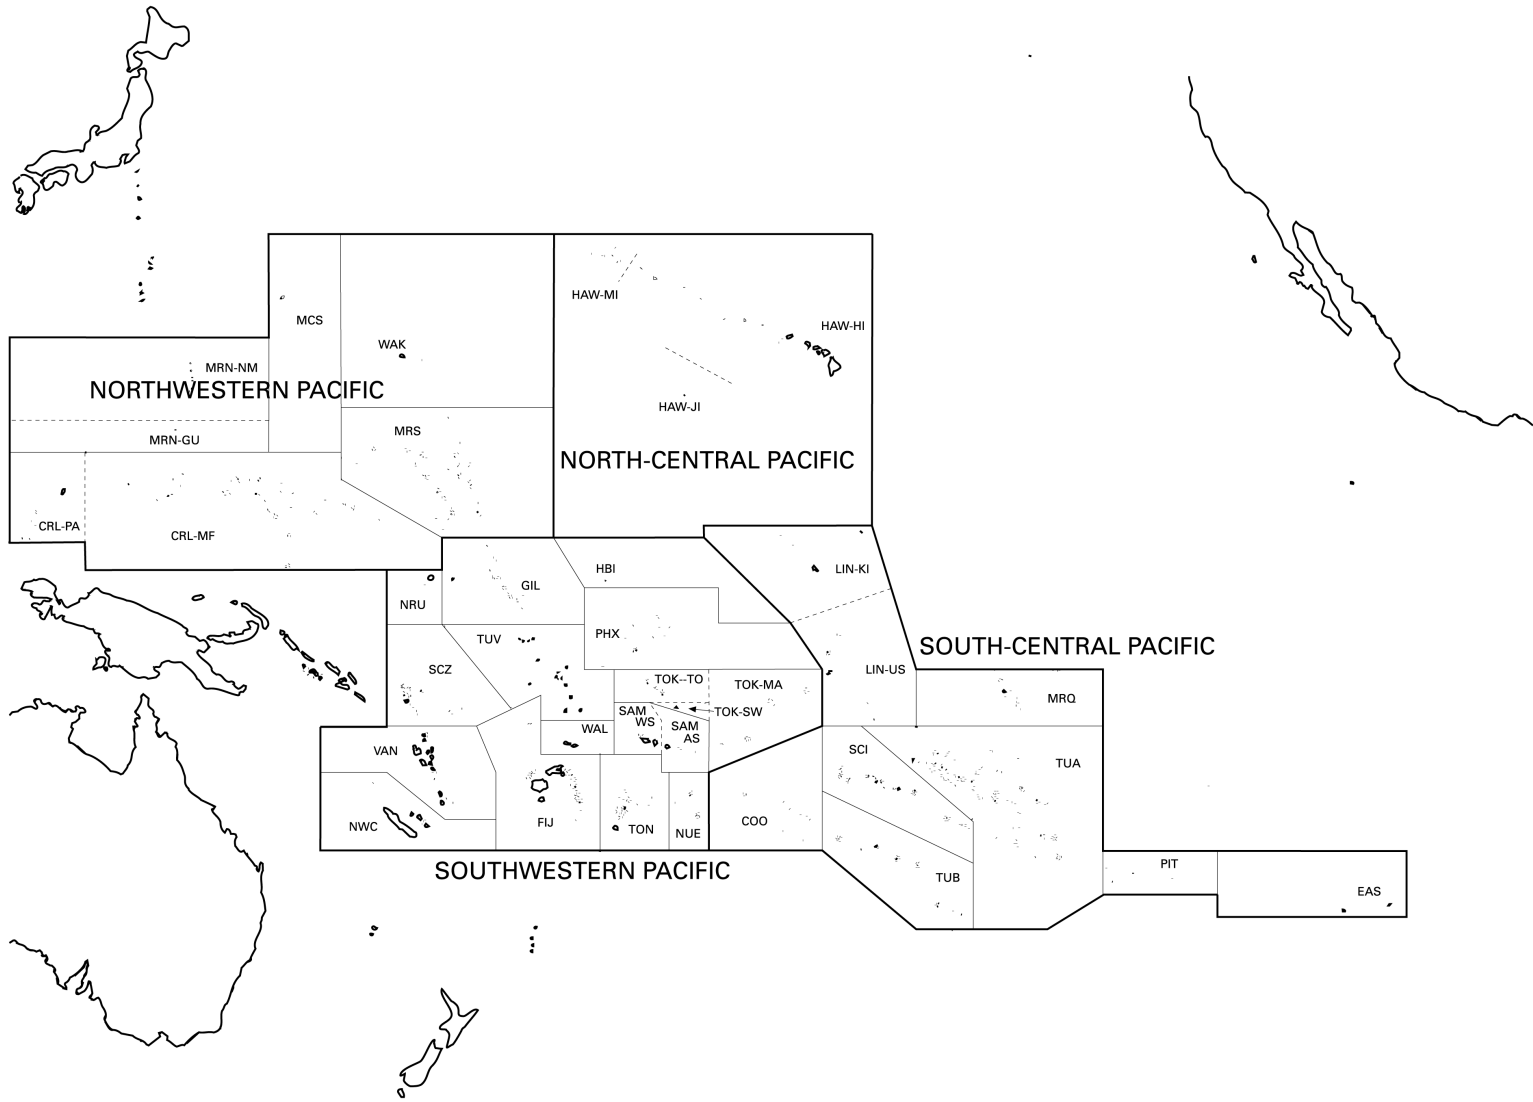 HAW-MI
MCS
HAW-HI
WAK
MRN-NM
NORTHWESTERN PACIFIC
HAW-JI
MRS
MRN-GU
NORTH-CENTRAL PACIFIC
CRL-PA
CRL-MF
HBI
LIN-KI
GIL
NRU
PHX
TUV
SOUTH-CENTRAL PACIFIC
SCZ
LIN-US
TOK--TO
TOK-MA
MRQ
SAM
WS
TOK-SW
SAM
AS
WAL
VAN
SCI
TUA
NWC
FIJ
TON
NUE
COO
SOUTHWESTERN PACIFIC
PIT
TUB
EAS